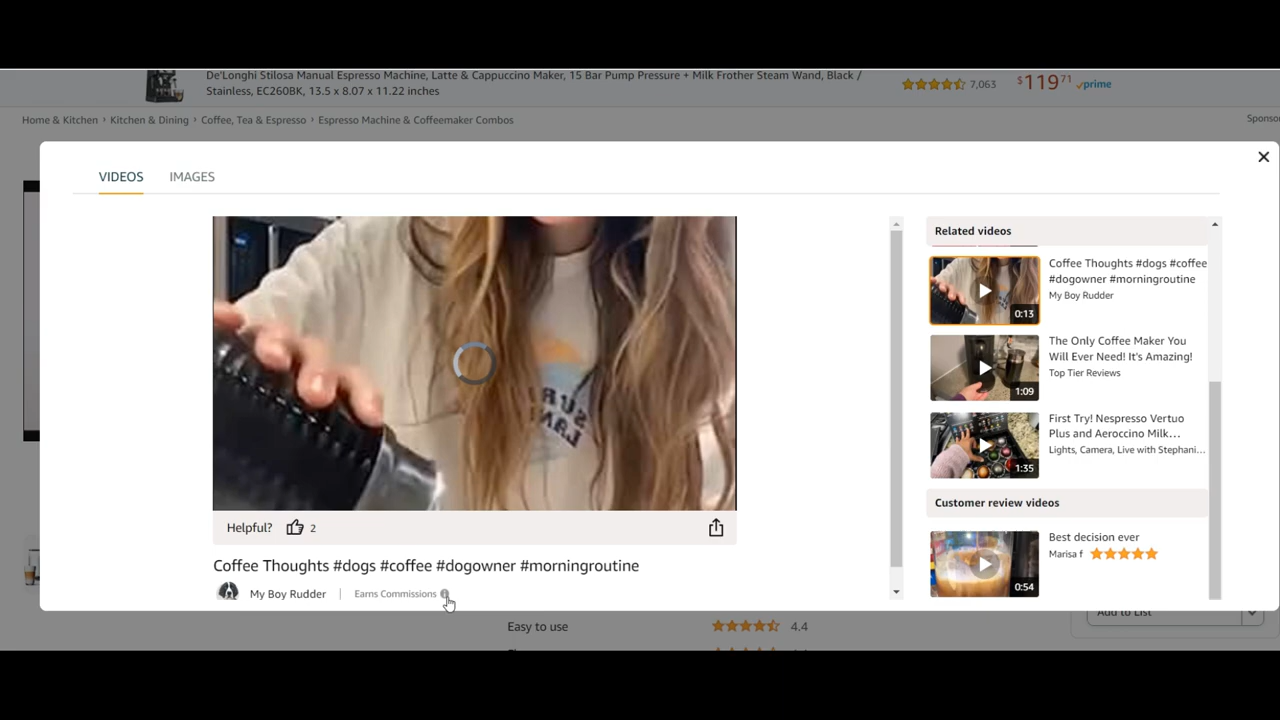 De'Longhi Stilosa Manual Espresso Machine, Latte & Cappuccino Maker, 15 Bar Pump Pressure + Milk Frother Steam Wand, Black /
Stainless, EC260BK, 13.5 x 8.07 x 11.22 inches
7,063
$119 71
prime
Home & Kitchen › Kitchen & Dining › Coffee, Tea & Espresso › Espresso Machine & Coffeemaker Combos
Sponso
VIDEOS
IMAGES
Related videos
Coffee Thoughts #dogs #coffee
#dogowner #morningroutine
My Boy Rudder
0:13
The Only Coffee Maker You
Will Ever Need! It's Amazing!
Top Tier Reviews
1:09
First Try! Nespresso Vertuo
Plus and Aeroccino Milk...
Lights, Camera, Live with Stephani...
1:35
Customer review videos
Best decision ever
Marisa f
0:54
Helpful? 2
Coffee Thoughts #dogs #coffee #dogowner #morningroutine
My Boy Rudder | Earns Commissions
Add to List
Easy to use 4.4